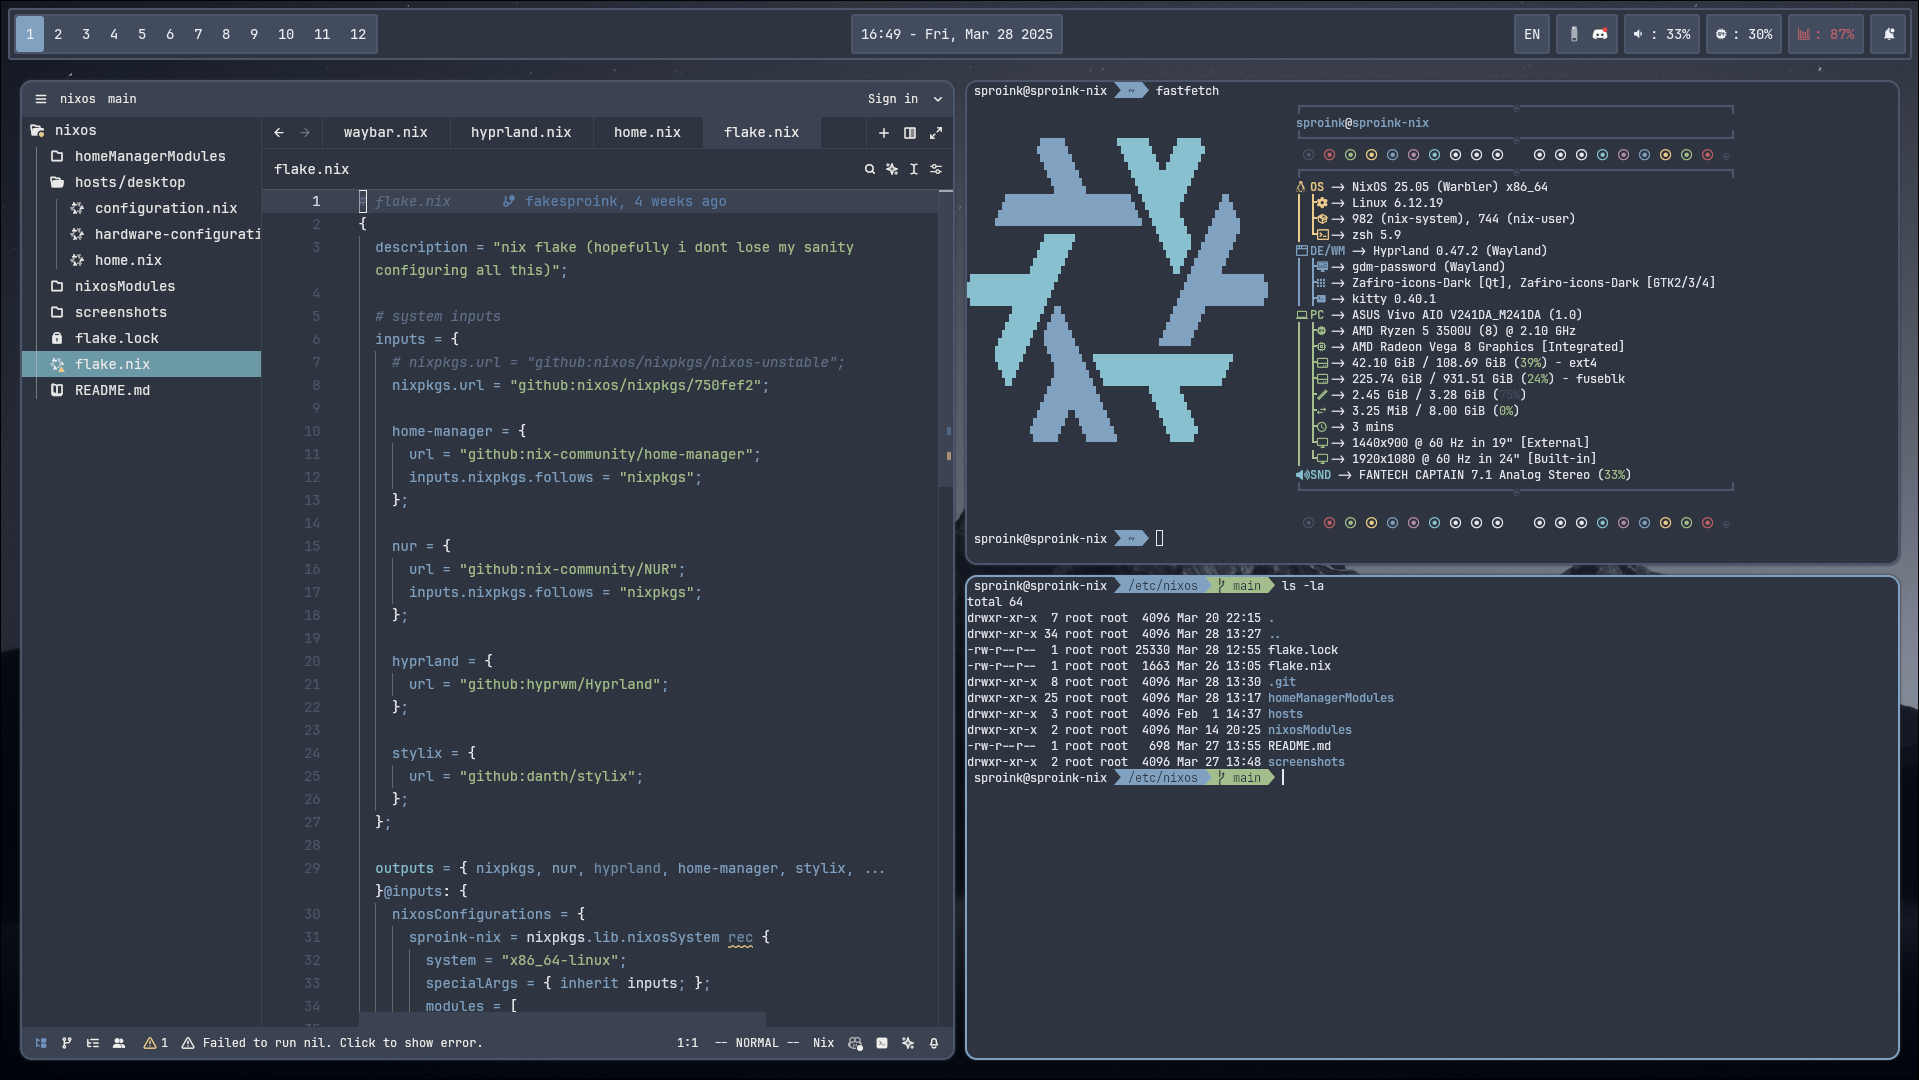 1 2 3 4 5 6 7 8 9 10 11 12
16:49 - Fri, Mar 28 2025
EN : 33% : 30% : 87%
nixos main Sign in
nixos
homeManagerModules
hosts/desktop
configuration.nix
hardware-configurati
home.nix
nixosModules
screenshots
flake.lock
flake.nix
README.md
waybar.nix hyprland.nix home.nix flake.nix
flake.nix
1 # flake.nix fakesproink, 4 weeks ago
2 {
3 description = "nix flake (hopefully i dont lose my sanity
configuring all this)";
4
5 # system inputs
6 inputs = {
7 # nixpkgs.url = "github:nixos/nixpkgs/nixos-unstable";
8 nixpkgs.url = "github:nixos/nixpkgs/750fef2";
9
10 home-manager = {
11 url = "github:nix-community/home-manager";
12 inputs.nixpkgs.follows = "nixpkgs";
13 };
14
15 nur = {
16 url = "github:nix-community/NUR";
17 inputs.nixpkgs.follows = "nixpkgs";
18 };
19
20 hyprland = {
21 url = "github:hyprwm/Hyprland";
22 };
23
24 stylix = {
25 url = "github:danth/stylix";
26 };
27 };
28
29 outputs = { nixpkgs, nur, hyprland, home-manager, stylix, ...
}@inputs: {
30 nixosConfigurations = {
31 sproink-nix = nixpkgs.lib.nixosSystem rec {
32 system = "x86_64-linux";
33 specialArgs = { inherit inputs; };
34 modules = [
1 Failed to run nil. Click to show error. 1:1 -- NORMAL -- Nix
sproink@sproink-nix ~ fastfetch
sproink@sproink-nix
OS -> NixOS 25.05 (Warbler) x86_64
-> Linux 6.12.19
-> 982 (nix-system), 744 (nix-user)
-> zsh 5.9
DE/WM -> Hyprland 0.47.2 (Wayland)
-> gdm-password (Wayland)
-> Zafiro-icons-Dark [Qt], Zafiro-icons-Dark [GTK2/3/4]
-> kitty 0.40.1
PC -> ASUS Vivo AIO V241DA_M241DA (1.0)
-> AMD Ryzen 5 3500U (8) @ 2.10 GHz
-> AMD Radeon Vega 8 Graphics [Integrated]
-> 42.10 GiB / 108.69 GiB (39%) - ext4
-> 225.74 GiB / 931.51 GiB (24%) - fuseblk
-> 2.45 GiB / 3.28 GiB (75%)
-> 3.25 MiB / 8.00 GiB (0%)
-> 3 mins
-> 1440x900 @ 60 Hz in 19" [External]
-> 1920x1080 @ 60 Hz in 24" [Built-in]
SND -> FANTECH CAPTAIN 7.1 Analog Stereo (33%)
sproink@sproink-nix ~
sproink@sproink-nix /etc/nixos main ls -la
total 64
drwxr-xr-x 7 root root 4096 Mar 20 22:15 .
drwxr-xr-x 34 root root 4096 Mar 28 13:27 ..
-rw-r--r-- 1 root root 25330 Mar 28 12:55 flake.lock
-rw-r--r-- 1 root root 1663 Mar 26 13:05 flake.nix
drwxr-xr-x 8 root root 4096 Mar 28 13:30 .git
drwxr-xr-x 25 root root 4096 Mar 28 13:17 homeManagerModules
drwxr-xr-x 3 root root 4096 Feb 1 14:37 hosts
drwxr-xr-x 2 root root 4096 Mar 14 20:25 nixosModules
-rw-r--r-- 1 root root 698 Mar 27 13:55 README.md
drwxr-xr-x 2 root root 4096 Mar 27 13:48 screenshots
sproink@sproink-nix /etc/nixos main